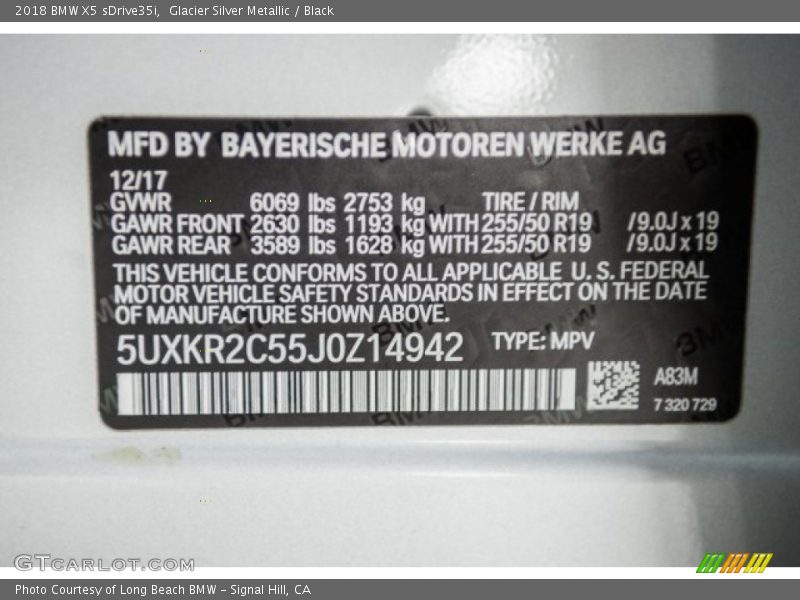 2018 BMW X5 sDrive35i, Glacier Silver Metallic / Black
MFD BY BAYERISCHE MOTOREN WERKE AG
12/17
GVWR 6069 lbs 2753 kg TIRE / RIM
GAWR FRONT 2630 lbs 1193 kg WITH 255/50 R19 /9.0J x 19
GAWR REAR 3589 lbs 1628 kg WITH 255/50 R19 /9.0J x 19
THIS VEHICLE CONFORMS TO ALL APPLICABLE U. S. FEDERAL
MOTOR VEHICLE SAFETY STANDARDS IN EFFECT ON THE DATE
OF MANUFACTURE SHOWN ABOVE.
5UXKR2C55J0Z14942 TYPE: MPV
A83M
7 320 729
GTCARLOT.COM
Photo Courtesy of Long Beach BMW – Signal Hill, CA